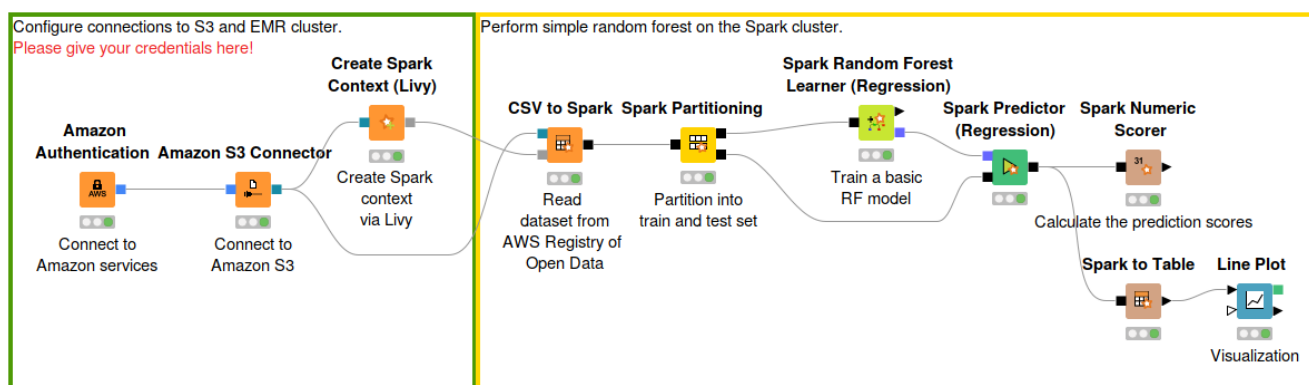 Configure connections to S3 and EMR cluster.
Please give your credentials here!
Perform simple random forest on the Spark cluster.
Create Spark
Context (Livy)
Create Spark
context
via Livy
Amazon
Authentication
AWS
Connect to
Amazon services
Amazon S3 Connector
Connect to
Amazon S3
CSV to Spark
Read
dataset from
AWS Registry of
Open Data
Spark Partitioning
Partition into
train and test set
Spark Random Forest
Learner (Regression)
Train a basic
RF model
Spark Predictor
(Regression)
Spark Numeric
Scorer
31
Calculate the prediction scores
Spark to Table
Line Plot
Visualization